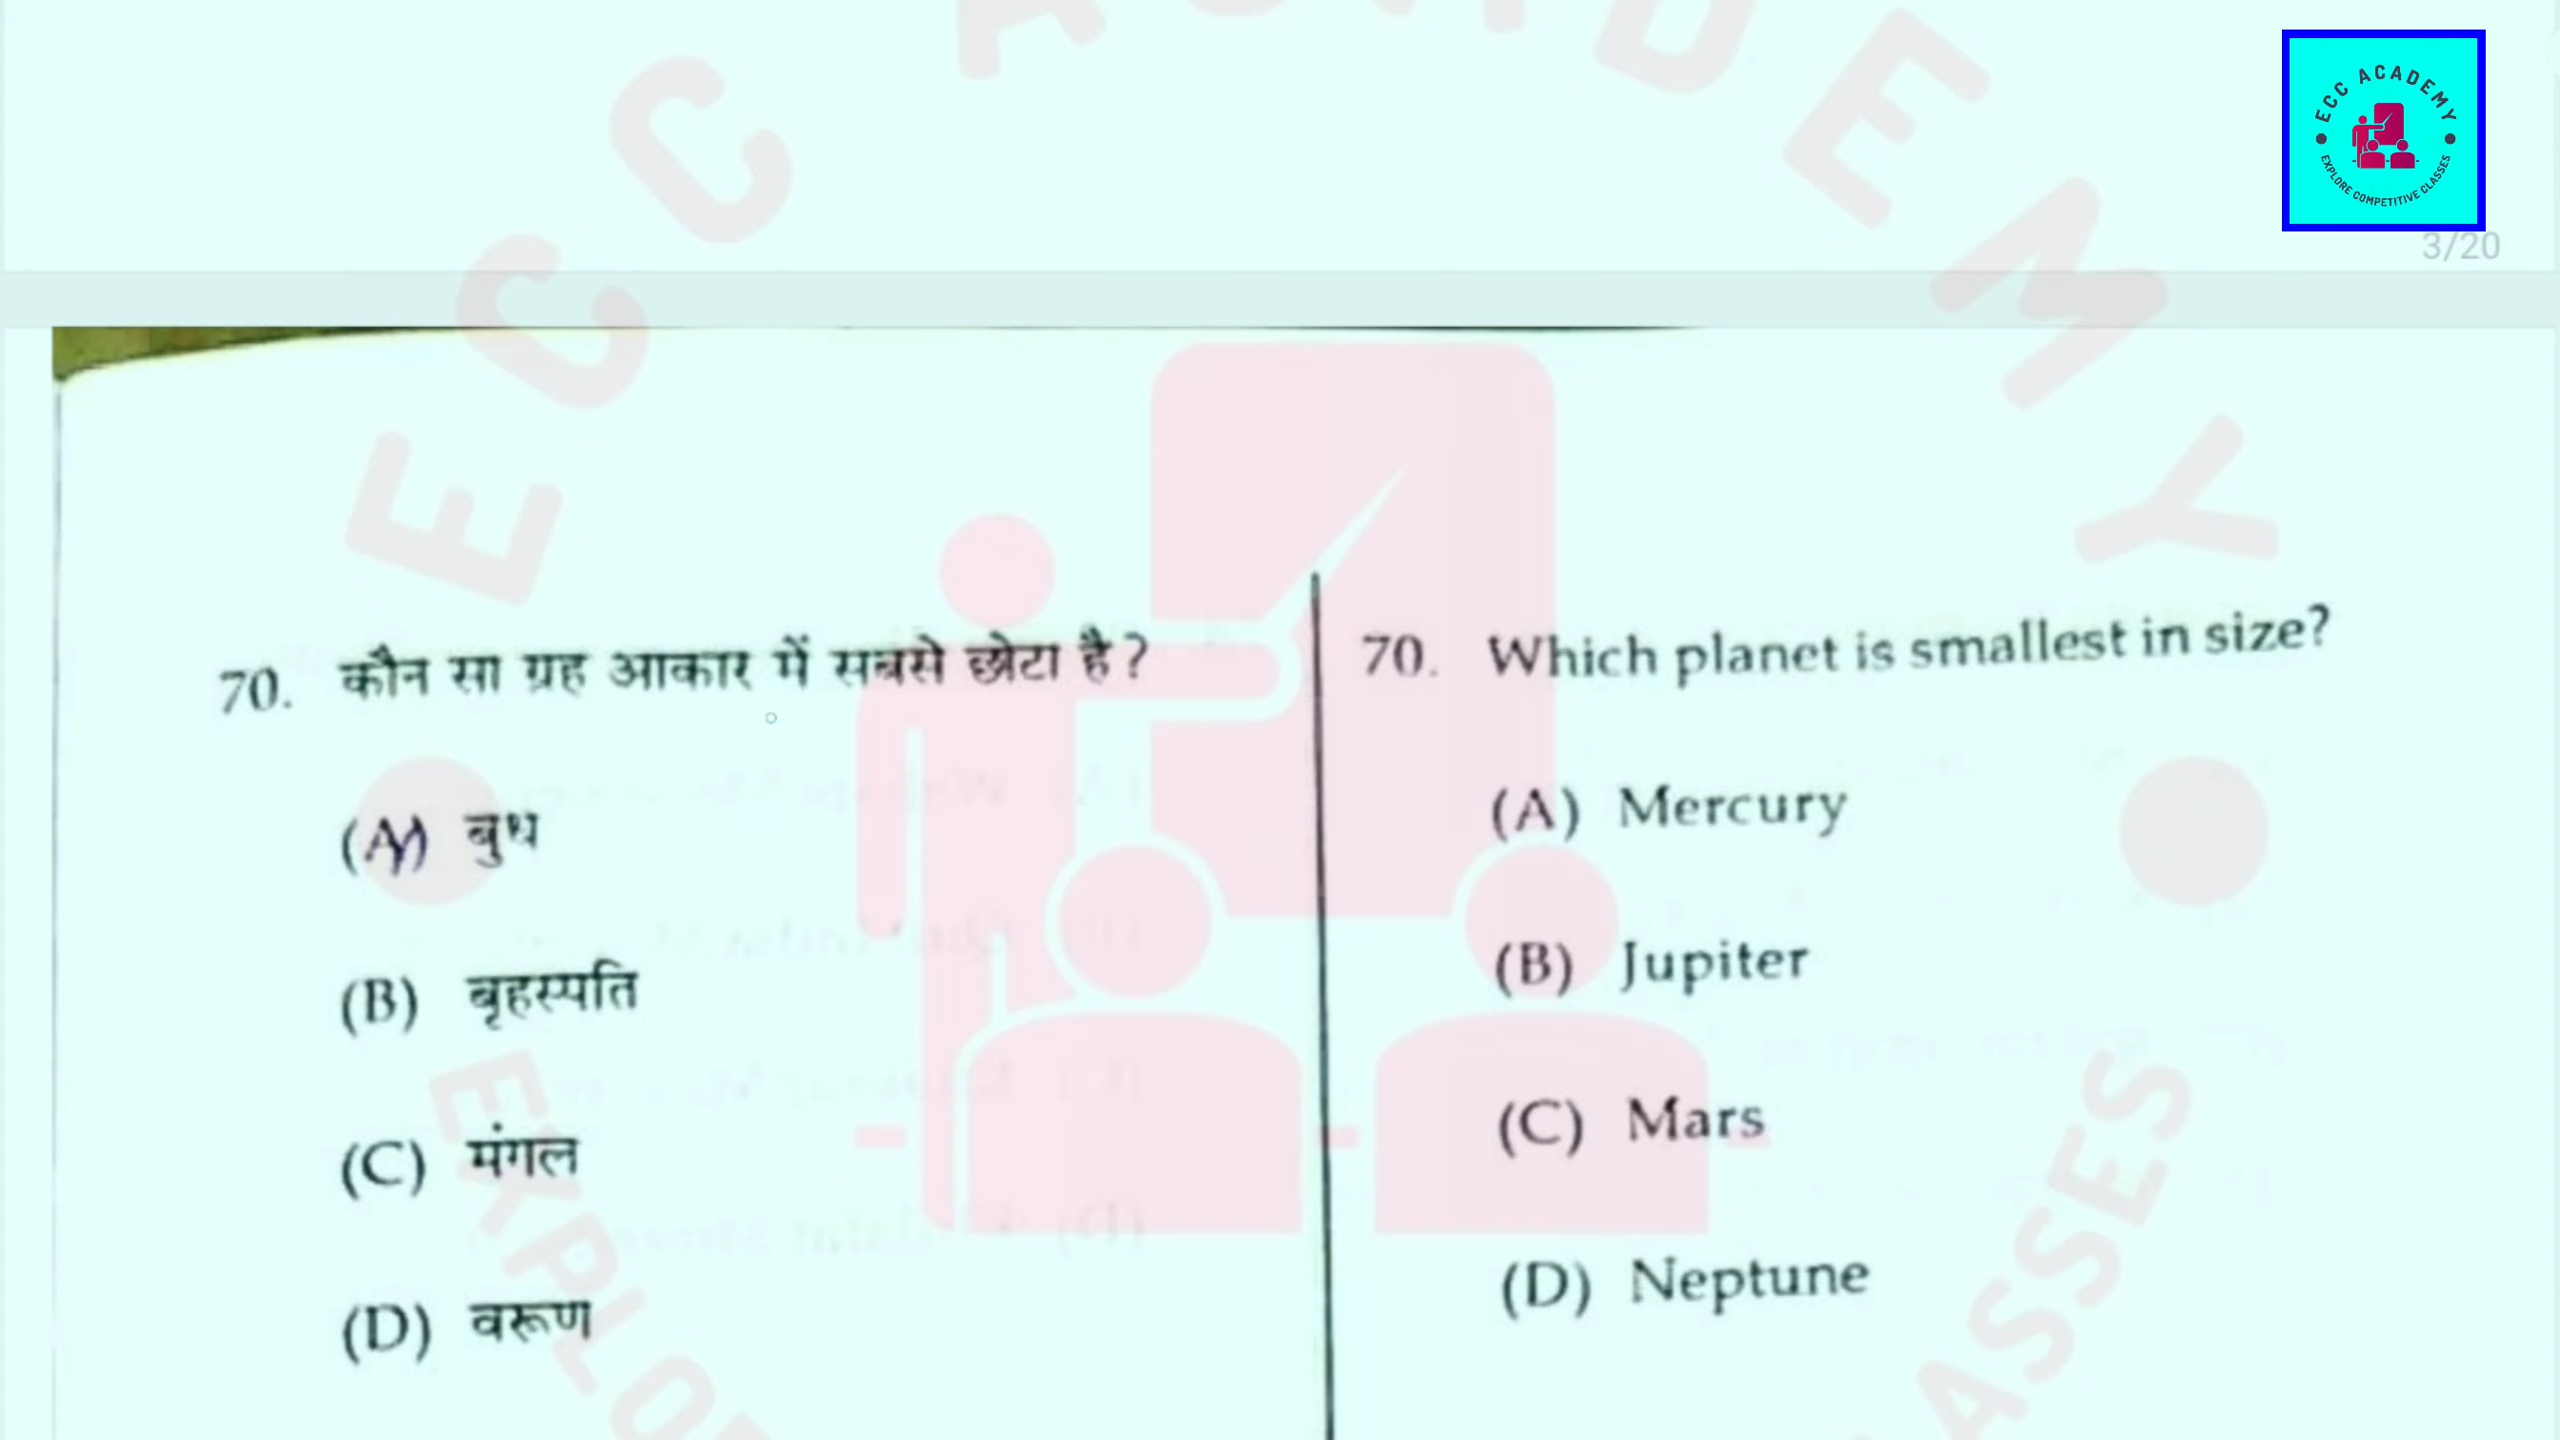 ECC ACADEMY
EXPLORE COMPETITIVE CLASSES
3/20
70. कौन सा ग्रह आकार में सबसे छोटा है?
(A) बुध
(B) बृहस्पति
(C) मंगल
(D) वरूण
70. Which planet is smallest in size?
(A) Mercury
(B) Jupiter
(C) Mars
(D) Neptune